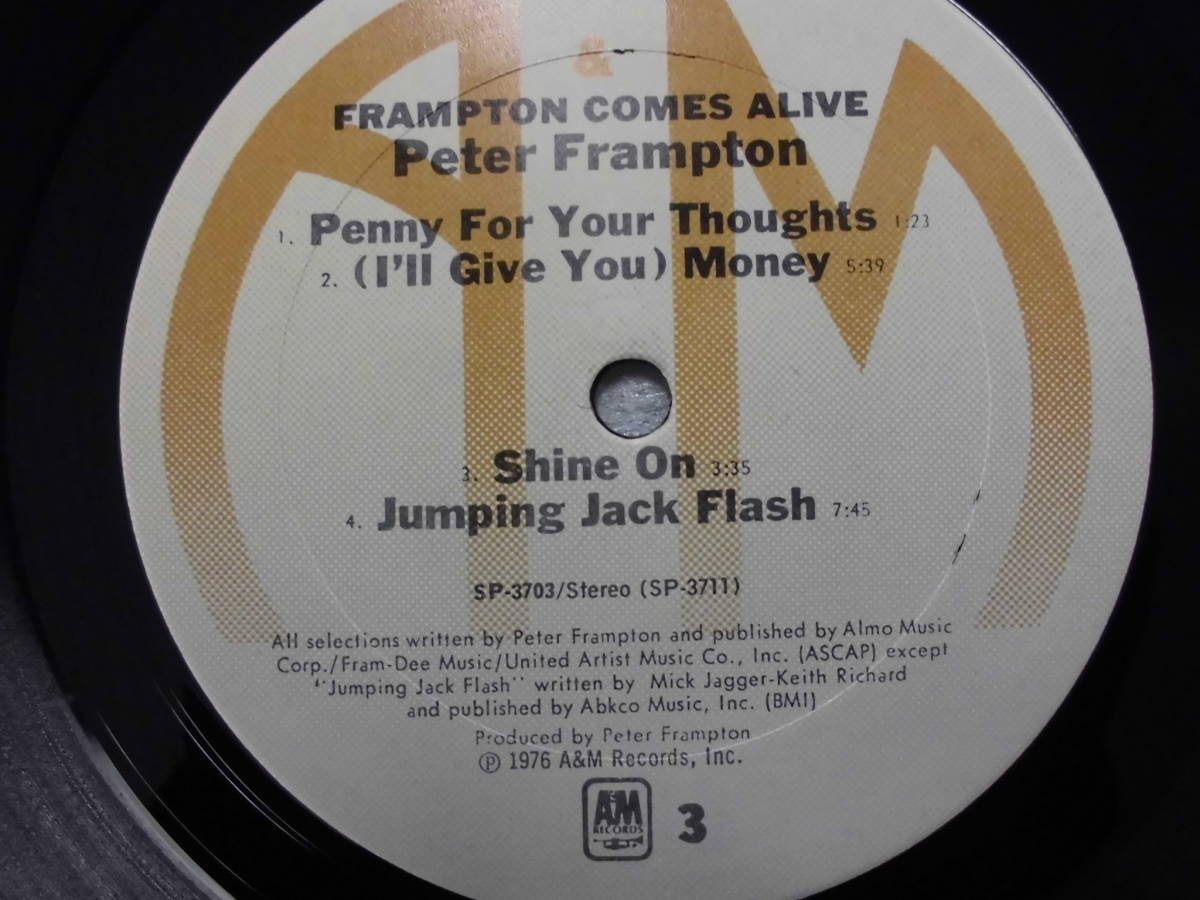 &
FRAMPTON COMES ALIVE
Peter Frampton
1. Penny For Your Thoughts 1:23
2. (I'll Give You) Money 5:39
3. Shine On 3:35
4. Jumping Jack Flash 7:45
SP-3703/Stereo (SP-3711)
All selections written by Peter Frampton and published by Almo Music
Corp./Fram-Dee Music/United Artist Music Co., Inc. (ASCAP) except
"Jumping Jack Flash" written by Mick Jagger-Keith Richard
and published by Abkco Music, Inc. (BMI)
Produced by Peter Frampton
℗ 1976 A&M Records, Inc.
A&M
RECORDS
3